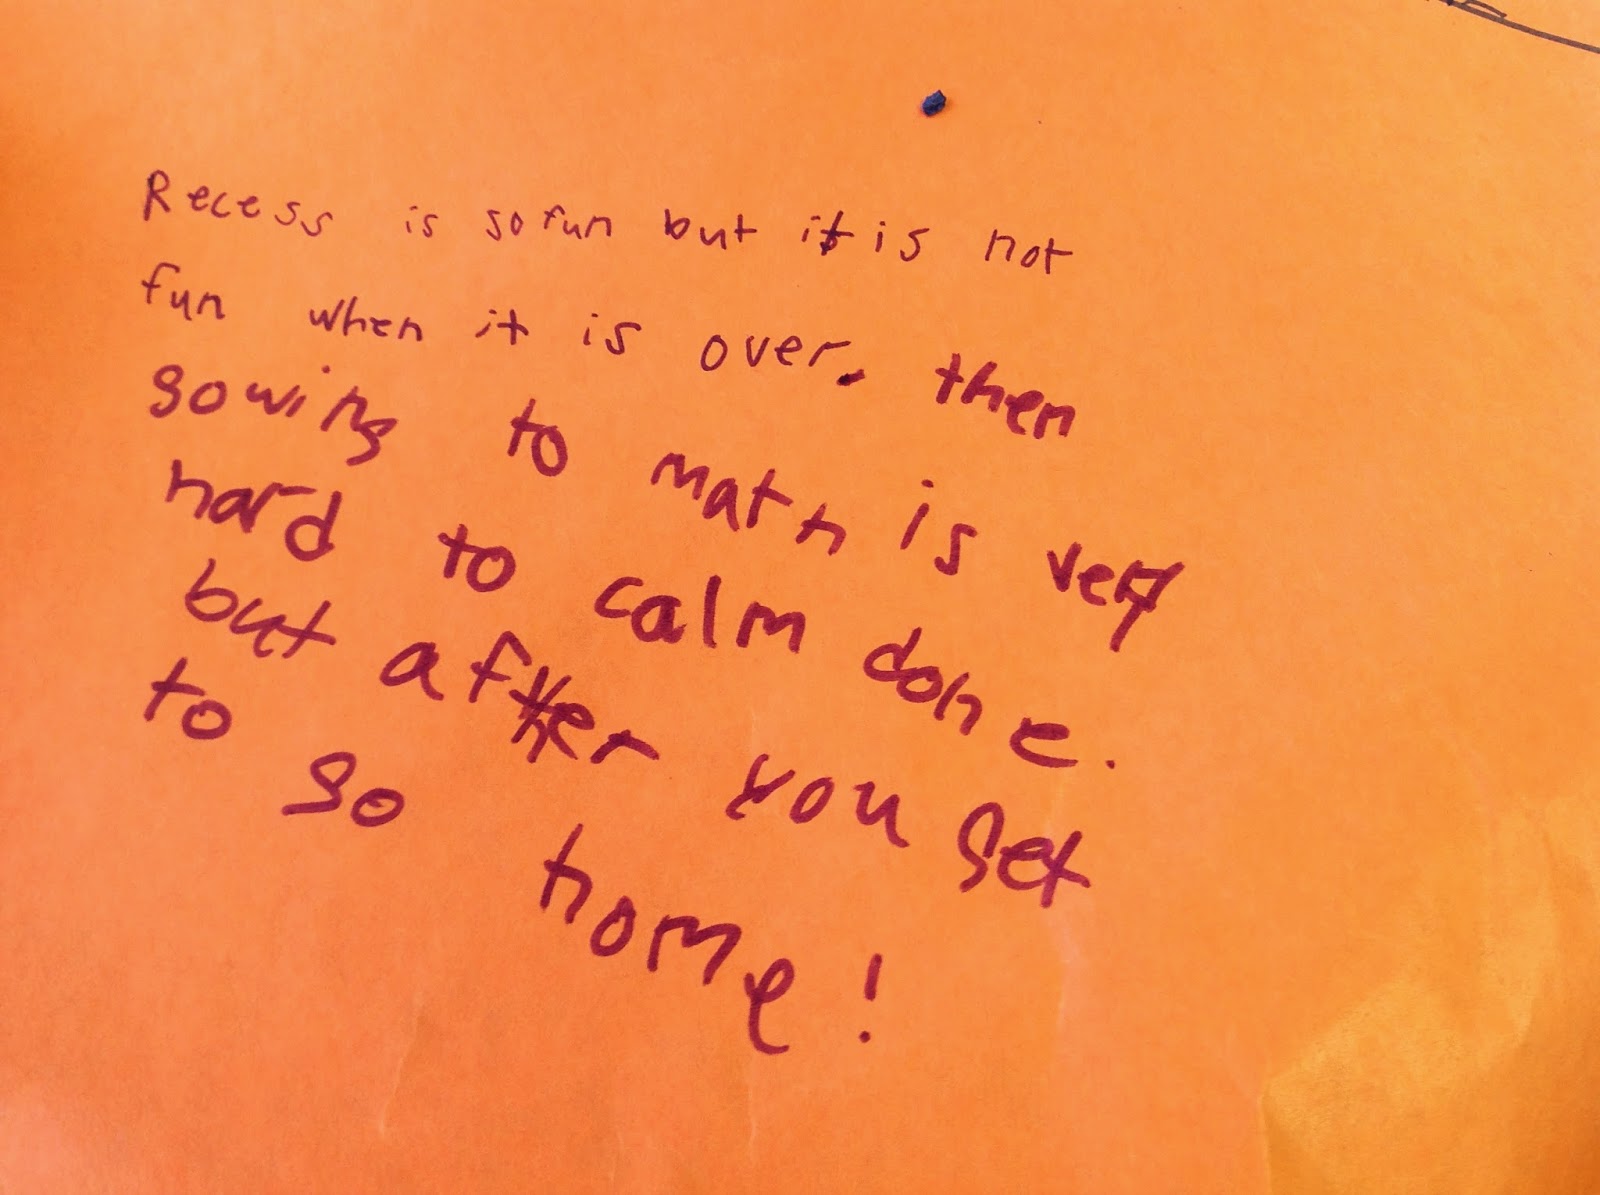 Recess is so fun but it is not
fun when it is over. then
gowing to math is very
hard to calm done.
but after you get
to go home!